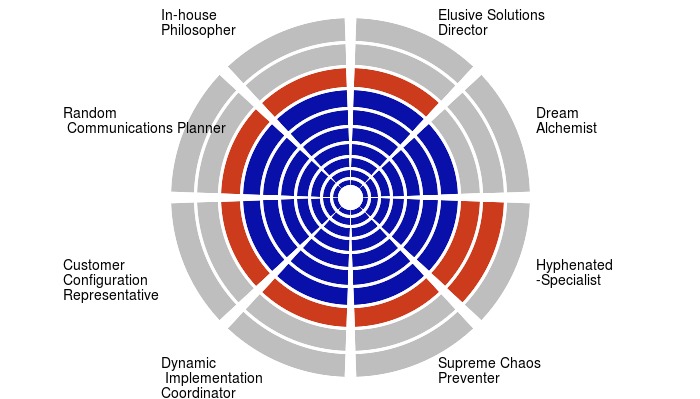 In-house
Philosopher
Elusive Solutions
Director
Random
Communications Planner
Dream
Alchemist
Customer
Configuration
Representative
Hyphenated
-Specialist
Dynamic
Implementation
Coordinator
Supreme Chaos
Preventer